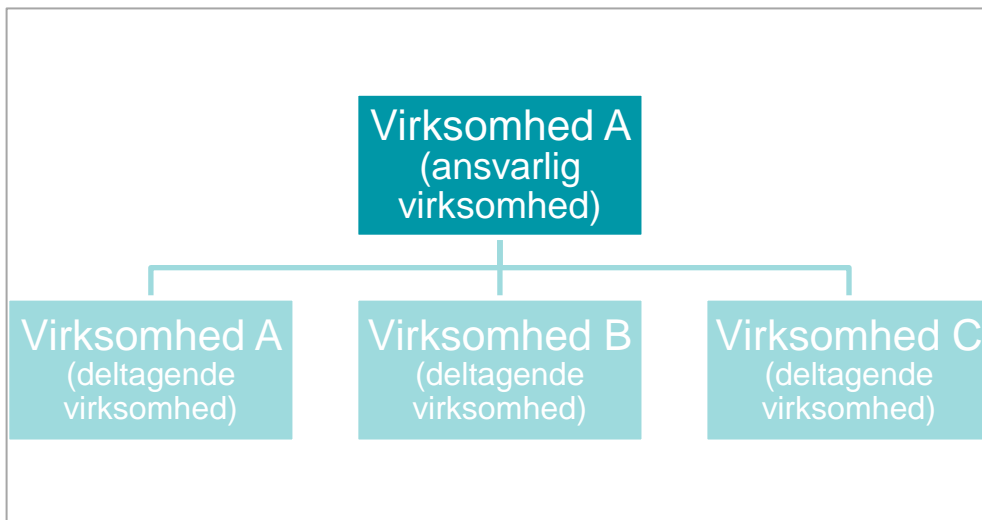 Virksomhed A
(ansvarlig
virksomhed)
Virksomhed A
(deltagende
virksomhed)
Virksomhed B
(deltagende
virksomhed)
Virksomhed C
(deltagende
virksomhed)